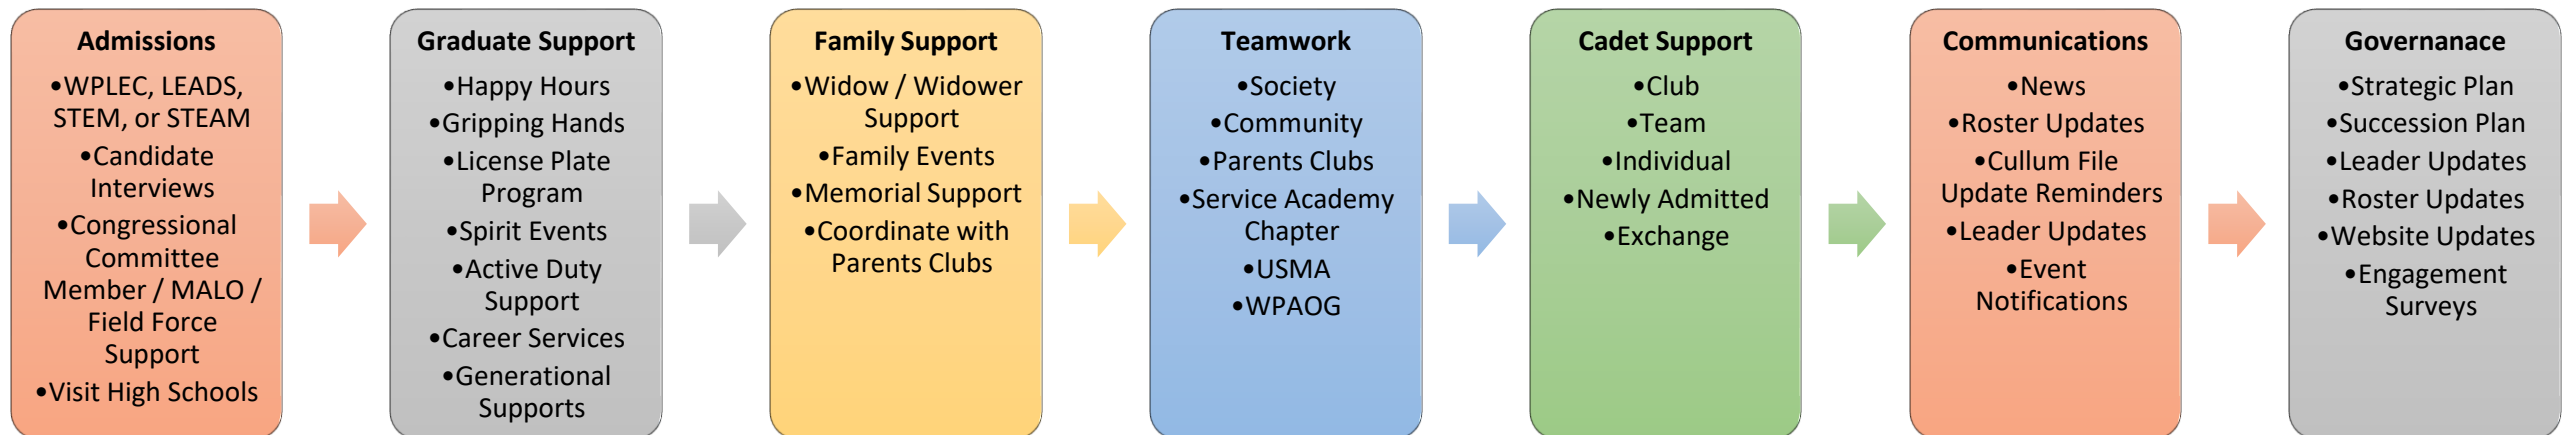 Admissions
•WPLEC, LEADS,
STEM, or STEAM
•Candidate
Interviews
•Congressional
Committee
Member / MALO /
Field Force
Support
•Visit High Schools
Graduate Support
•Happy Hours
•Gripping Hands
•License Plate
Program
•Spirit Events
•Active Duty
Support
•Career Services
•Generational
Supports
Family Support
•Widow / Widower
Support
•Family Events
•Memorial Support
•Coordinate with
Parents Clubs
Teamwork
•Society
•Community
•Parents Clubs
•Service Academy
Chapter
•USMA
•WPAOG
Cadet Support
•Club
•Team
•Individual
•Newly Admitted
•Exchange
Communications
•News
•Roster Updates
•Cullum File
Update Reminders
•Leader Updates
•Event
Notifications
Governanace
•Strategic Plan
•Succession Plan
•Leader Updates
•Roster Updates
•Website Updates
•Engagement
Surveys